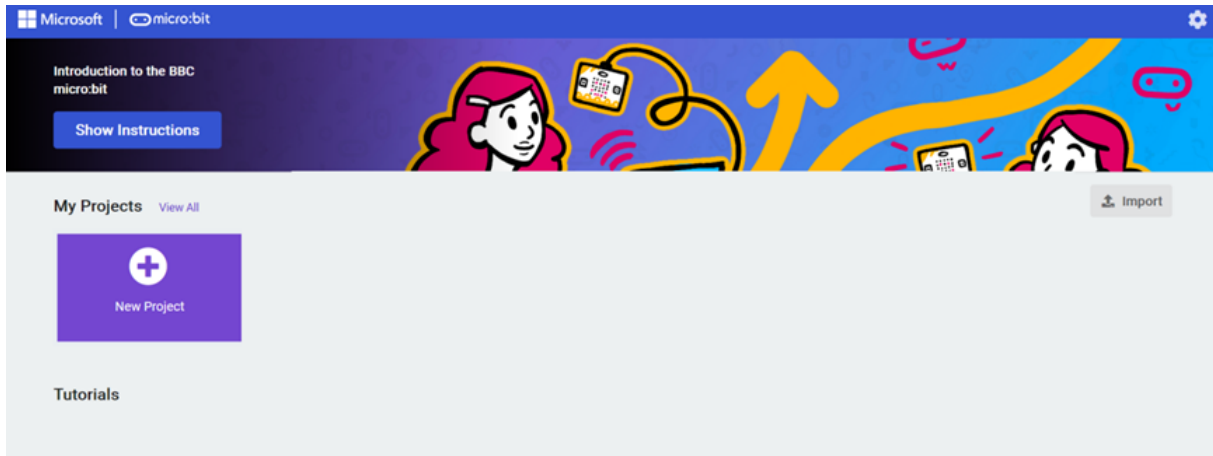 Microsoft | micro:bit
Introduction to the BBC
micro:bit
Show Instructions
My Projects View All
Import
New Project
Tutorials